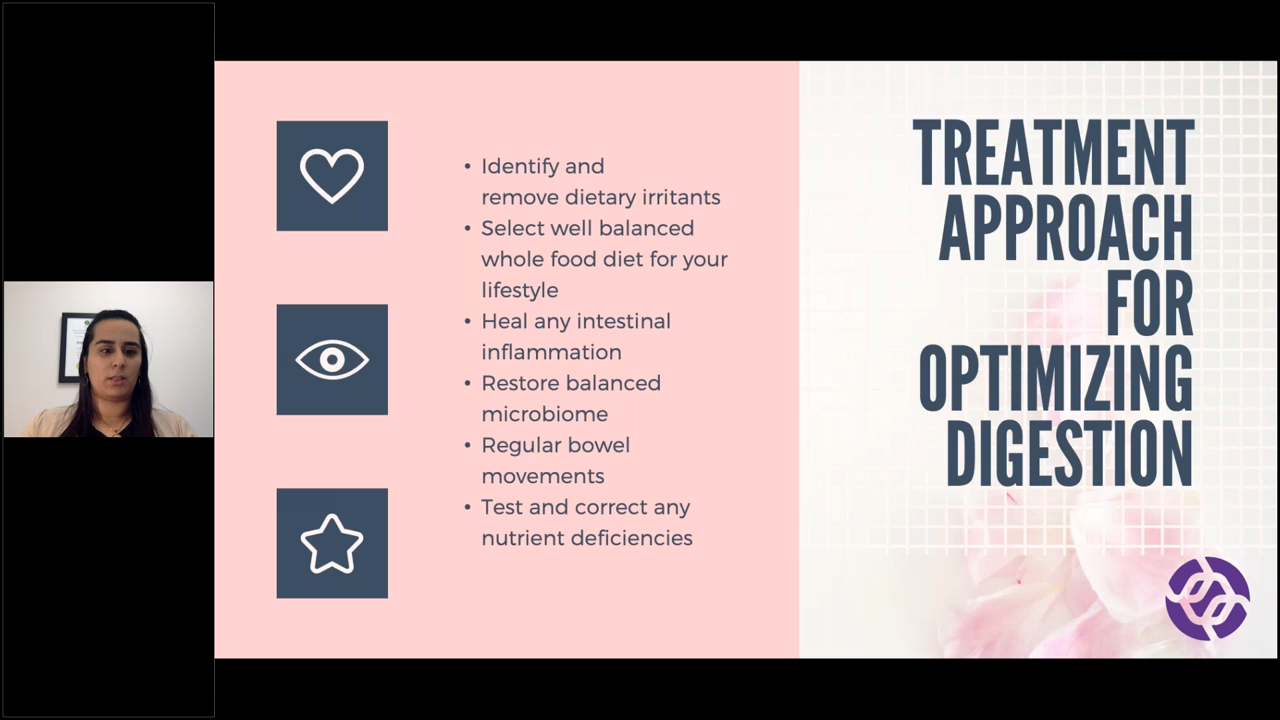 • Identify and
remove dietary irritants
• Select well balanced
whole food diet for your
lifestyle
• Heal any intestinal
inflammation
• Restore balanced
microbiome
• Regular bowel
movements
• Test and correct any
nutrient deficiencies
TREATMENT
APPROACH
FOR
OPTIMIZING
DIGESTION